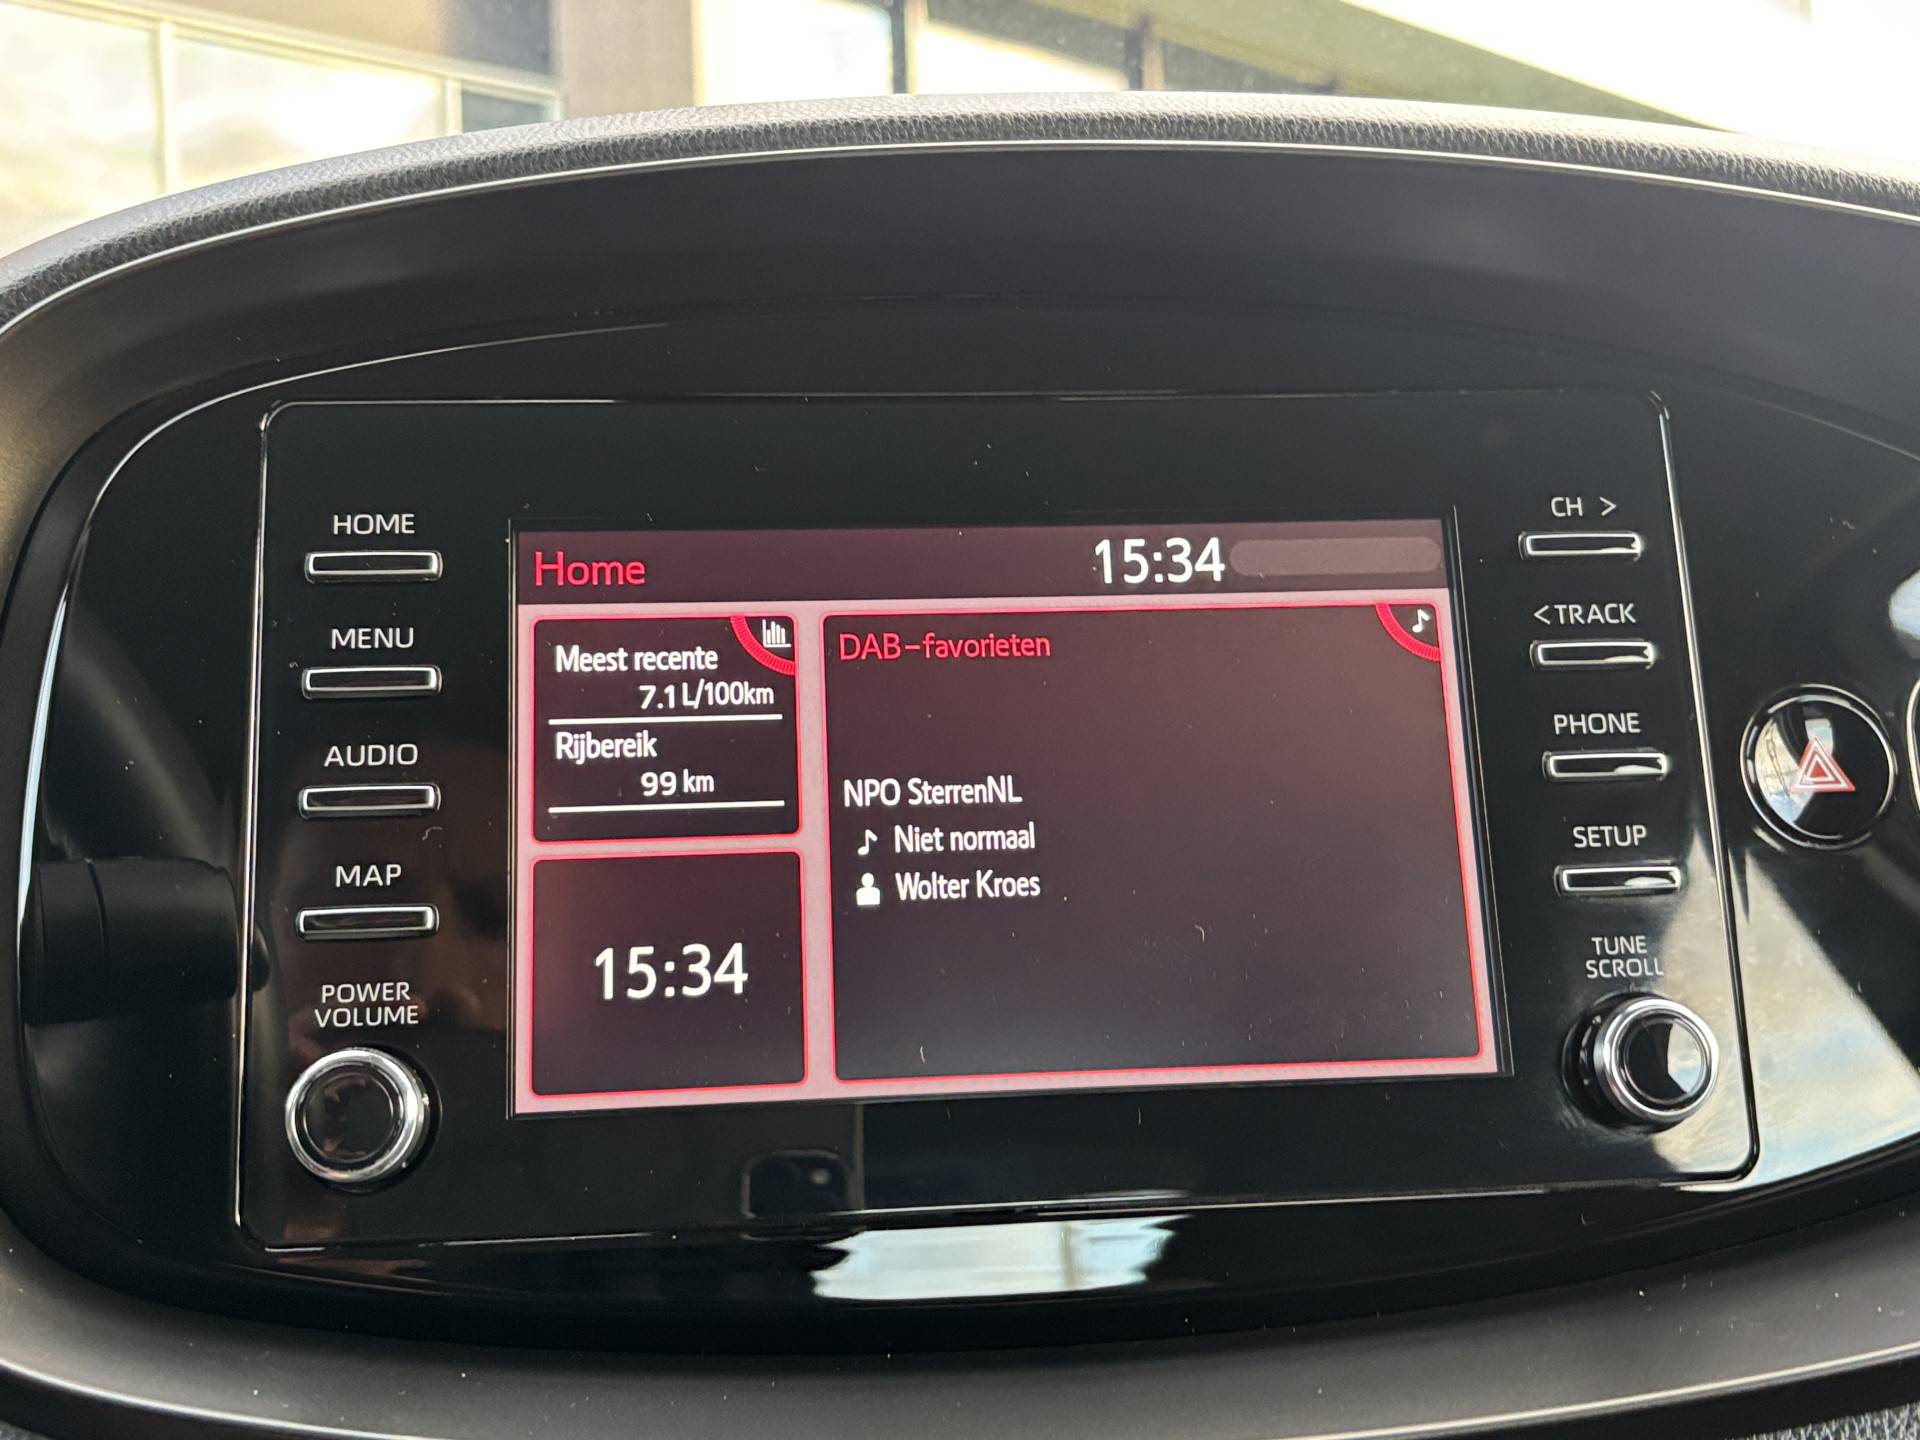 HOME
MENU
AUDIO
MAP
POWER
VOLUME
Home
15:34
Meest recente
7.1 L/100km
Rijbereik
99 km
15:34
DAB-favorieten
NPO SterrenNL
Niet normaal
Wolter Kroes
CH >
< TRACK
PHONE
SETUP
TUNE
SCROLL